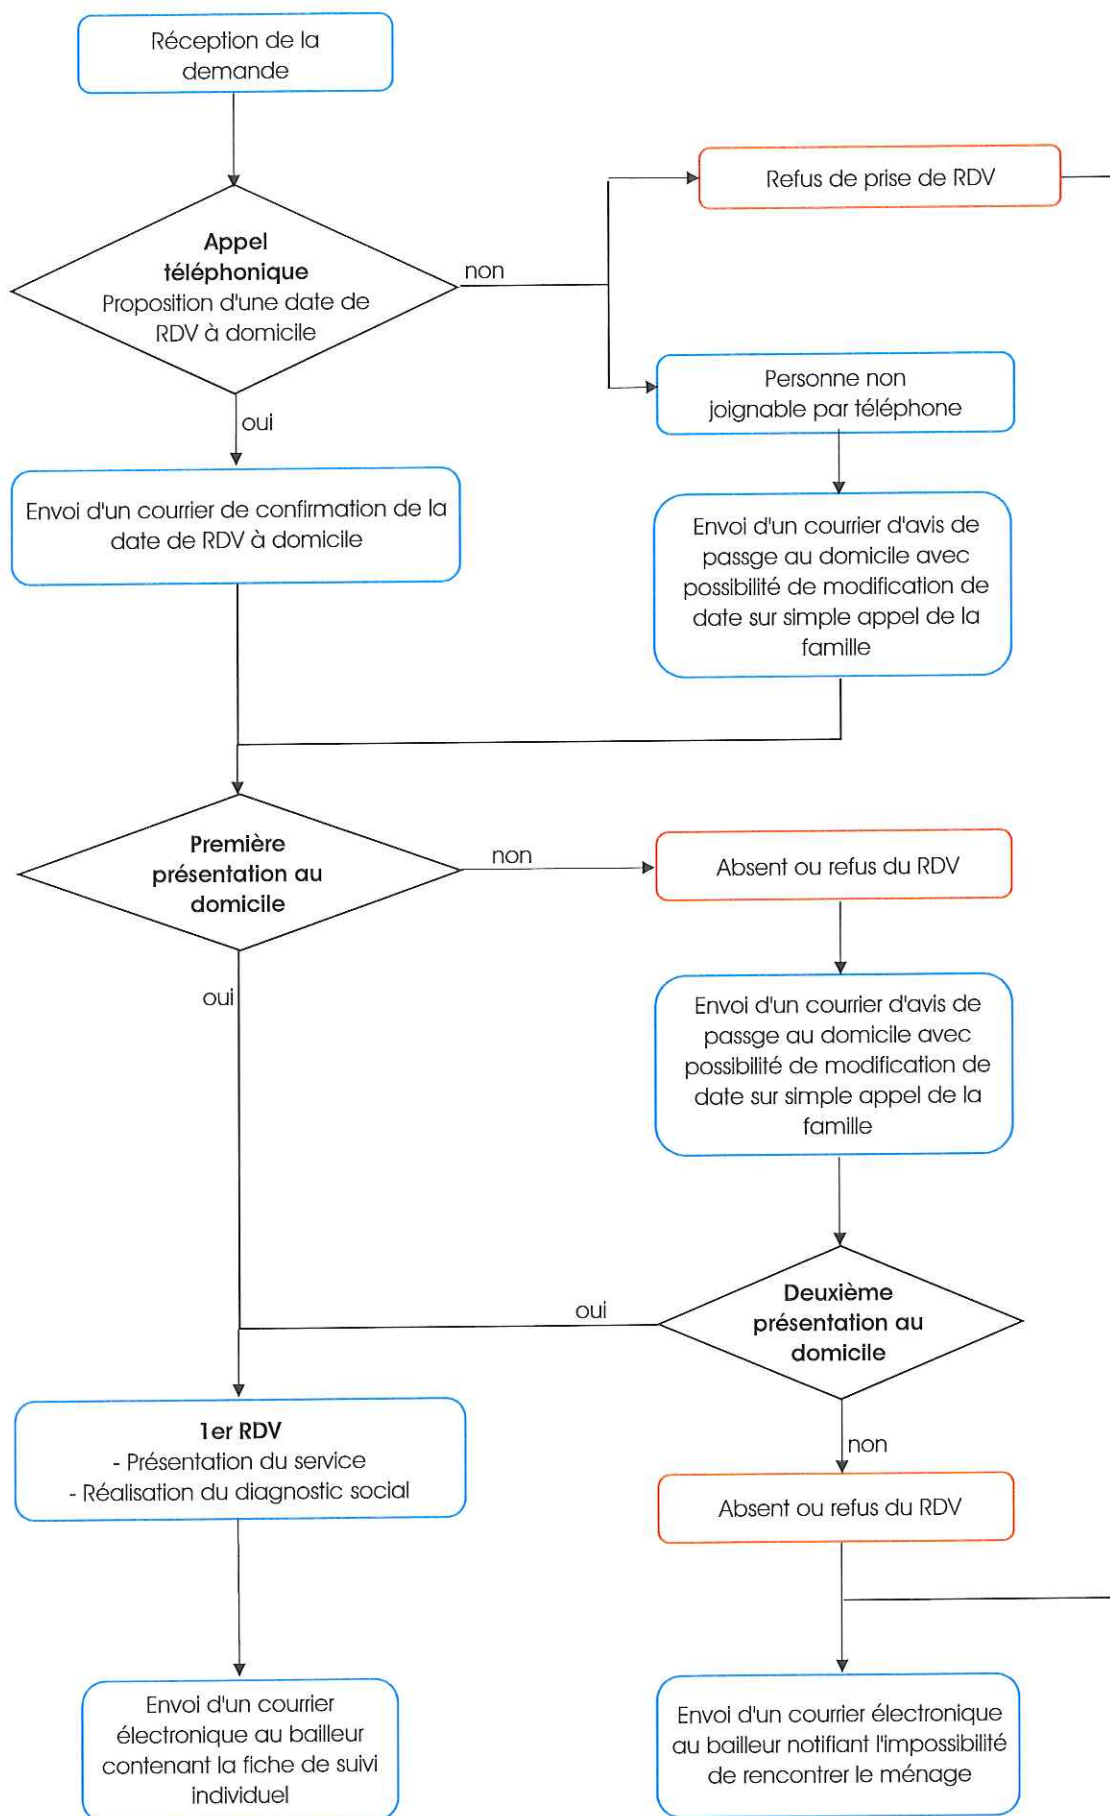 Réception de la
demande
Refus de prise de RDV
Appel
téléphonique
Proposition d'une date de
RDV à domicile
non
oui
Personne non
joignable par téléphone
Envoi d'un courrier de confirmation de la
date de RDV à domicile
Envoi d'un courrier d'avis de
passge au domicile avec
possibilité de modification de
date sur simple appel de la
famille
Première
présentation au
domicile
non
Absent ou refus du RDV
oui
Envoi d'un courrier d'avis de
passge au domicile avec
possibilité de modification de
date sur simple appel de la
famille
Deuxième
présentation au
domicile
oui
non
1er RDV
- Présentation du service
- Réalisation du diagnostic social
Absent ou refus du RDV
Envoi d'un courrier
électronique au bailleur
contenant la fiche de suivi
individuel
Envoi d'un courrier électronique
au bailleur notifiant l'impossibilité
de rencontrer le ménage